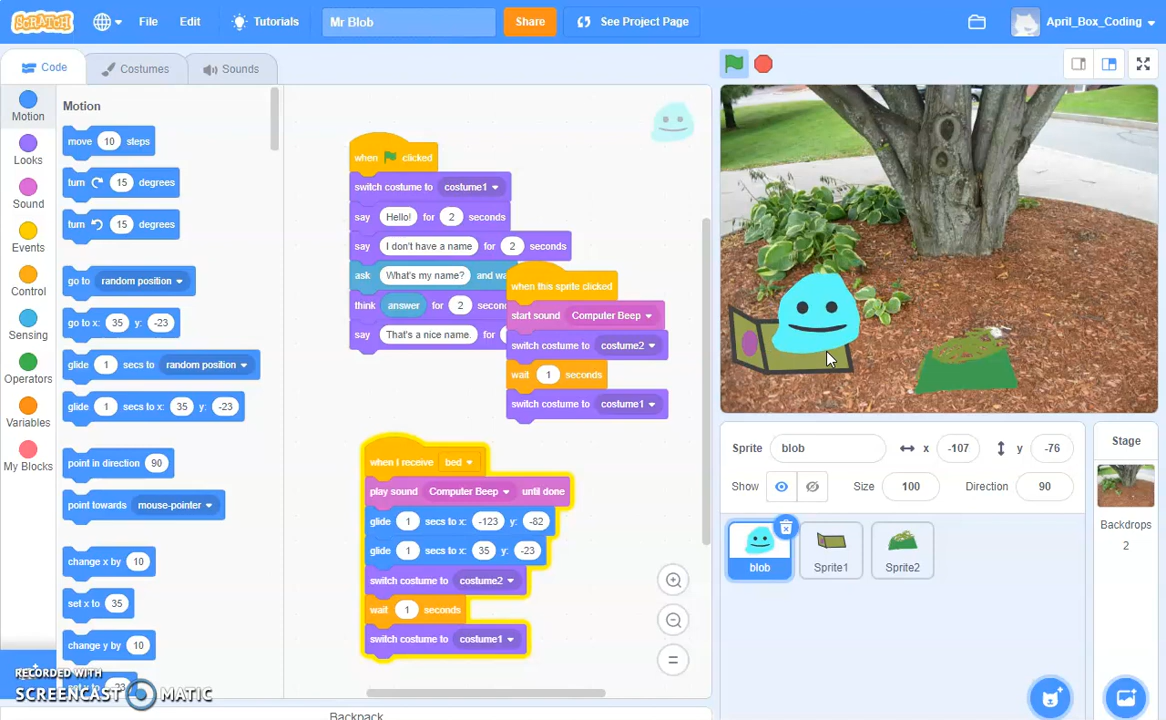 SCRATCH
File
Edit
Tutorials
Mr Blob
Share
See Project Page
April_Box_Coding
Code
Costumes
Sounds
Motion
Looks
Sound
Events
Control
Sensing
Operators
Variables
My Blocks
Motion
move 10 steps
turn 15 degrees
turn 15 degrees
go to random position
go to x: 35 y: -23
glide 1 secs to random position
glide 1 secs to x: 35 y: -23
point in direction 90
point towards mouse-pointer
change x by 10
set x to 35
change y by 10
when clicked
switch costume to costume1
say Hello! for 2 seconds
say I don't have a name for 2 seconds
ask What's my name? and wa
think answer for 2 secon
say That's a nice name. for
when this sprite clicked
start sound Computer Beep
switch costume to costume2
wait 1 seconds
switch costume to costume1
when I receive bed
play sound Computer Beep until done
glide 1 secs to x: -123 y: -82
glide 1 secs to x: 35 y: -23
switch costume to costume2
wait 1 seconds
switch costume to costume1
Sprite blob x -107 y -76
Show Size 100 Direction 90
blob
Sprite1
Sprite2
Stage
Backdrops
2
RECORDED WITH
SCREENCAST MATIC
Backpack